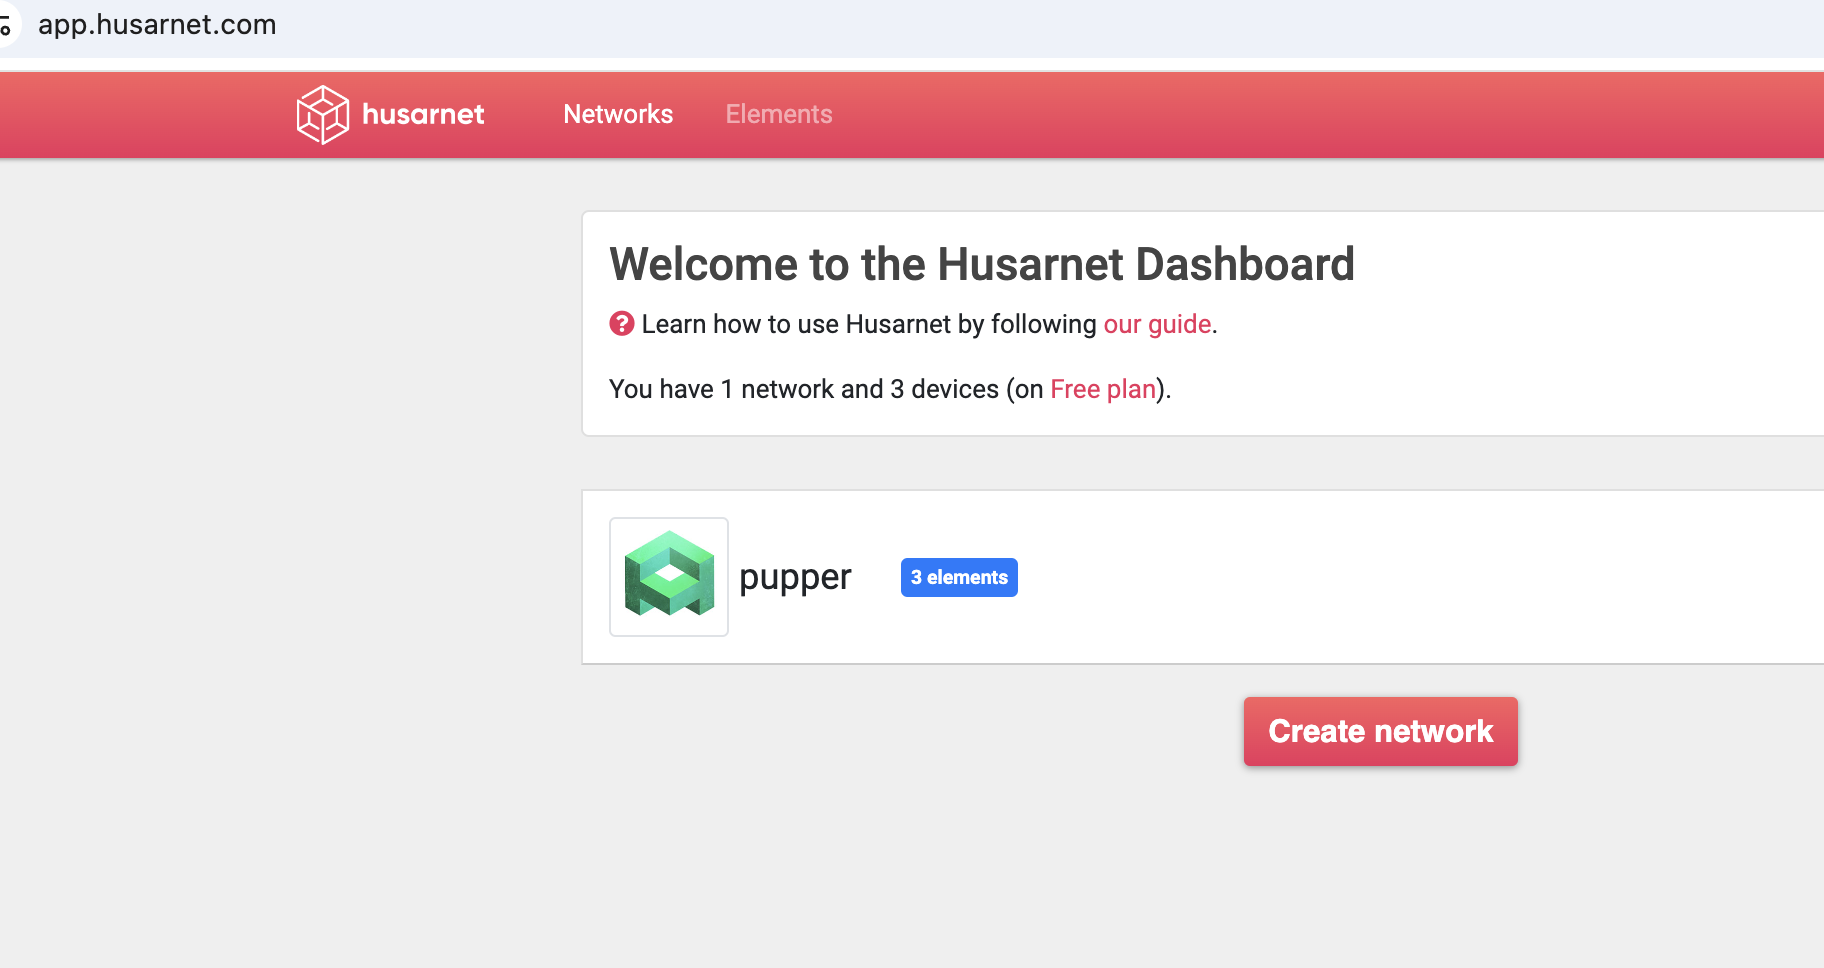 app.husarnet.com
husarnet Networks Elements
Welcome to the Husarnet Dashboard
? Learn how to use Husarnet by following our guide.
You have 1 network and 3 devices (on Free plan).
pupper 3 elements
Create network